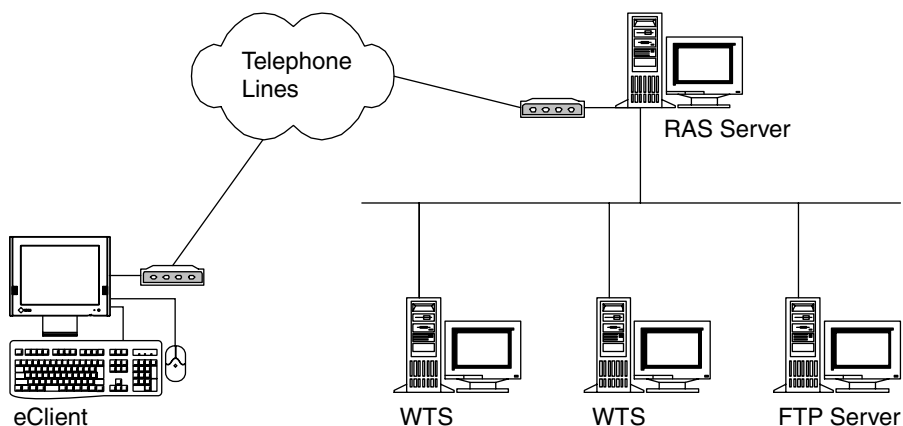 Telephone
Lines
RAS Server
eClient
WTS
WTS
FTP Server